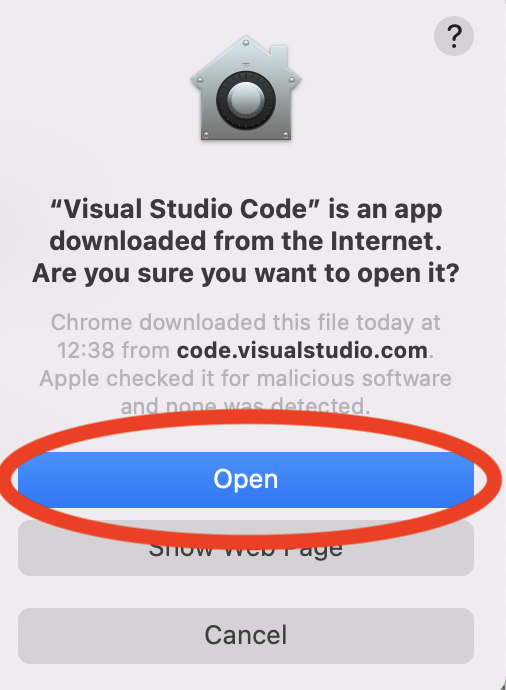 ?
“Visual Studio Code” is an app
downloaded from the Internet.
Are you sure you want to open it?
Chrome downloaded this file today at
12:38 from code.visualstudio.com.
Apple checked it for malicious software
and none was detected.
Open
Show Web Page
Cancel